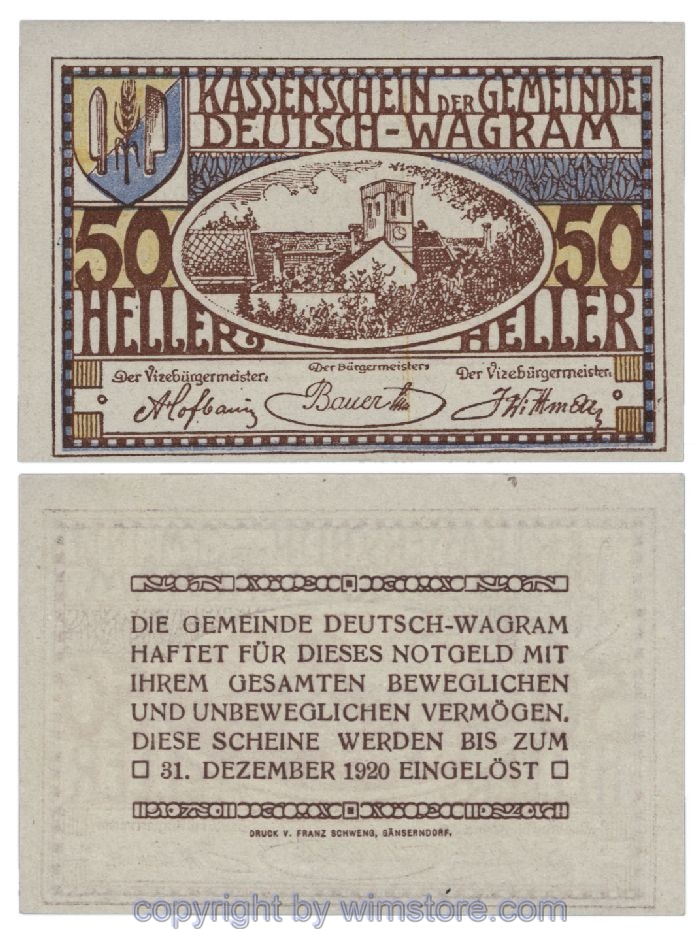 KASSENSCHEIN DER GEMEINDE
DEUTSCH-WAGRAM
50 50
HELLER HELLER
Der Vizebürgermeister: Der Bürgermeister: Der Vizebürgermeister:
Bauer
DIE GEMEINDE DEUTSCH-WAGRAM
HAFTET FÜR DIESES NOTGELD MIT
IHREM GESAMTEN BEWEGLICHEN
UND UNBEWEGLICHEN VERMÖGEN.
DIESE SCHEINE WERDEN BIS ZUM
31. DEZEMBER 1920 EINGELÖST
DRUCK V. FRANZ SCHWENG, GÄNSERNDORF.
copyright by wimstore.com